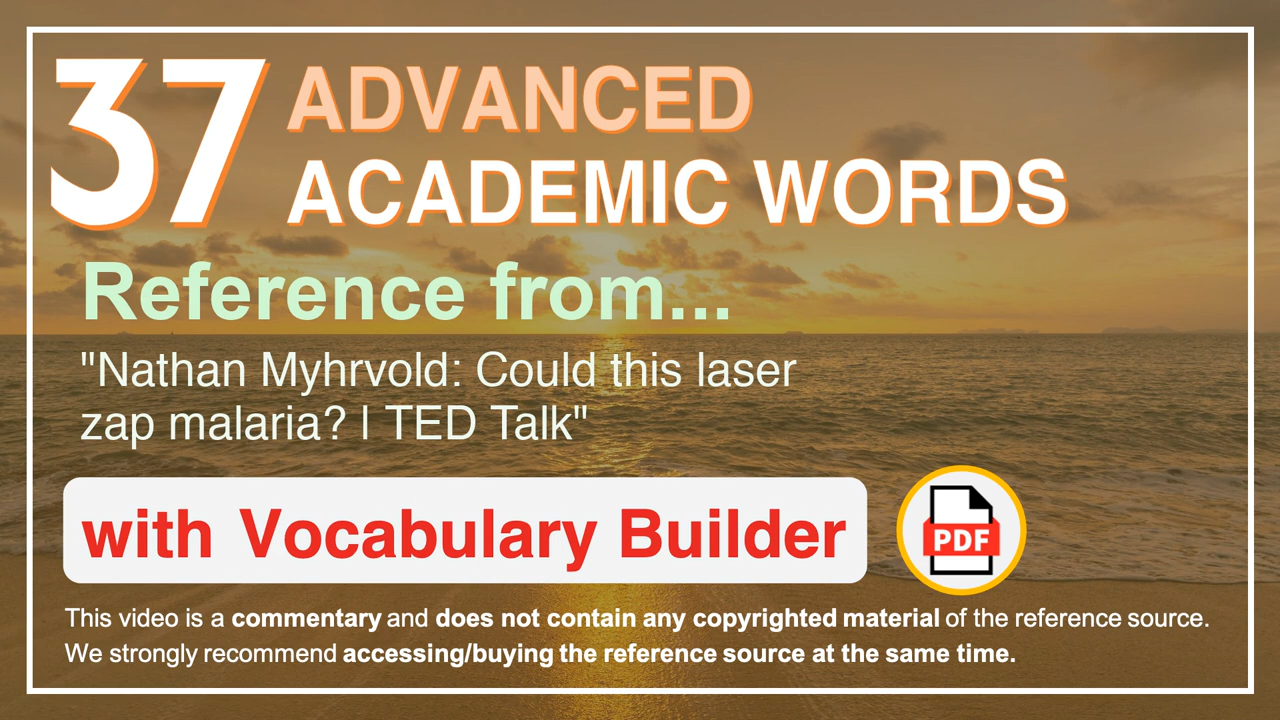 37 ADVANCED
ACADEMIC WORDS
Reference from...
"Nathan Myhrvold: Could this laser
zap malaria? | TED Talk"
with Vocabulary Builder
PDF
This video is a commentary and does not contain any copyrighted material of the reference source.
We strongly recommend accessing/buying the reference source at the same time.